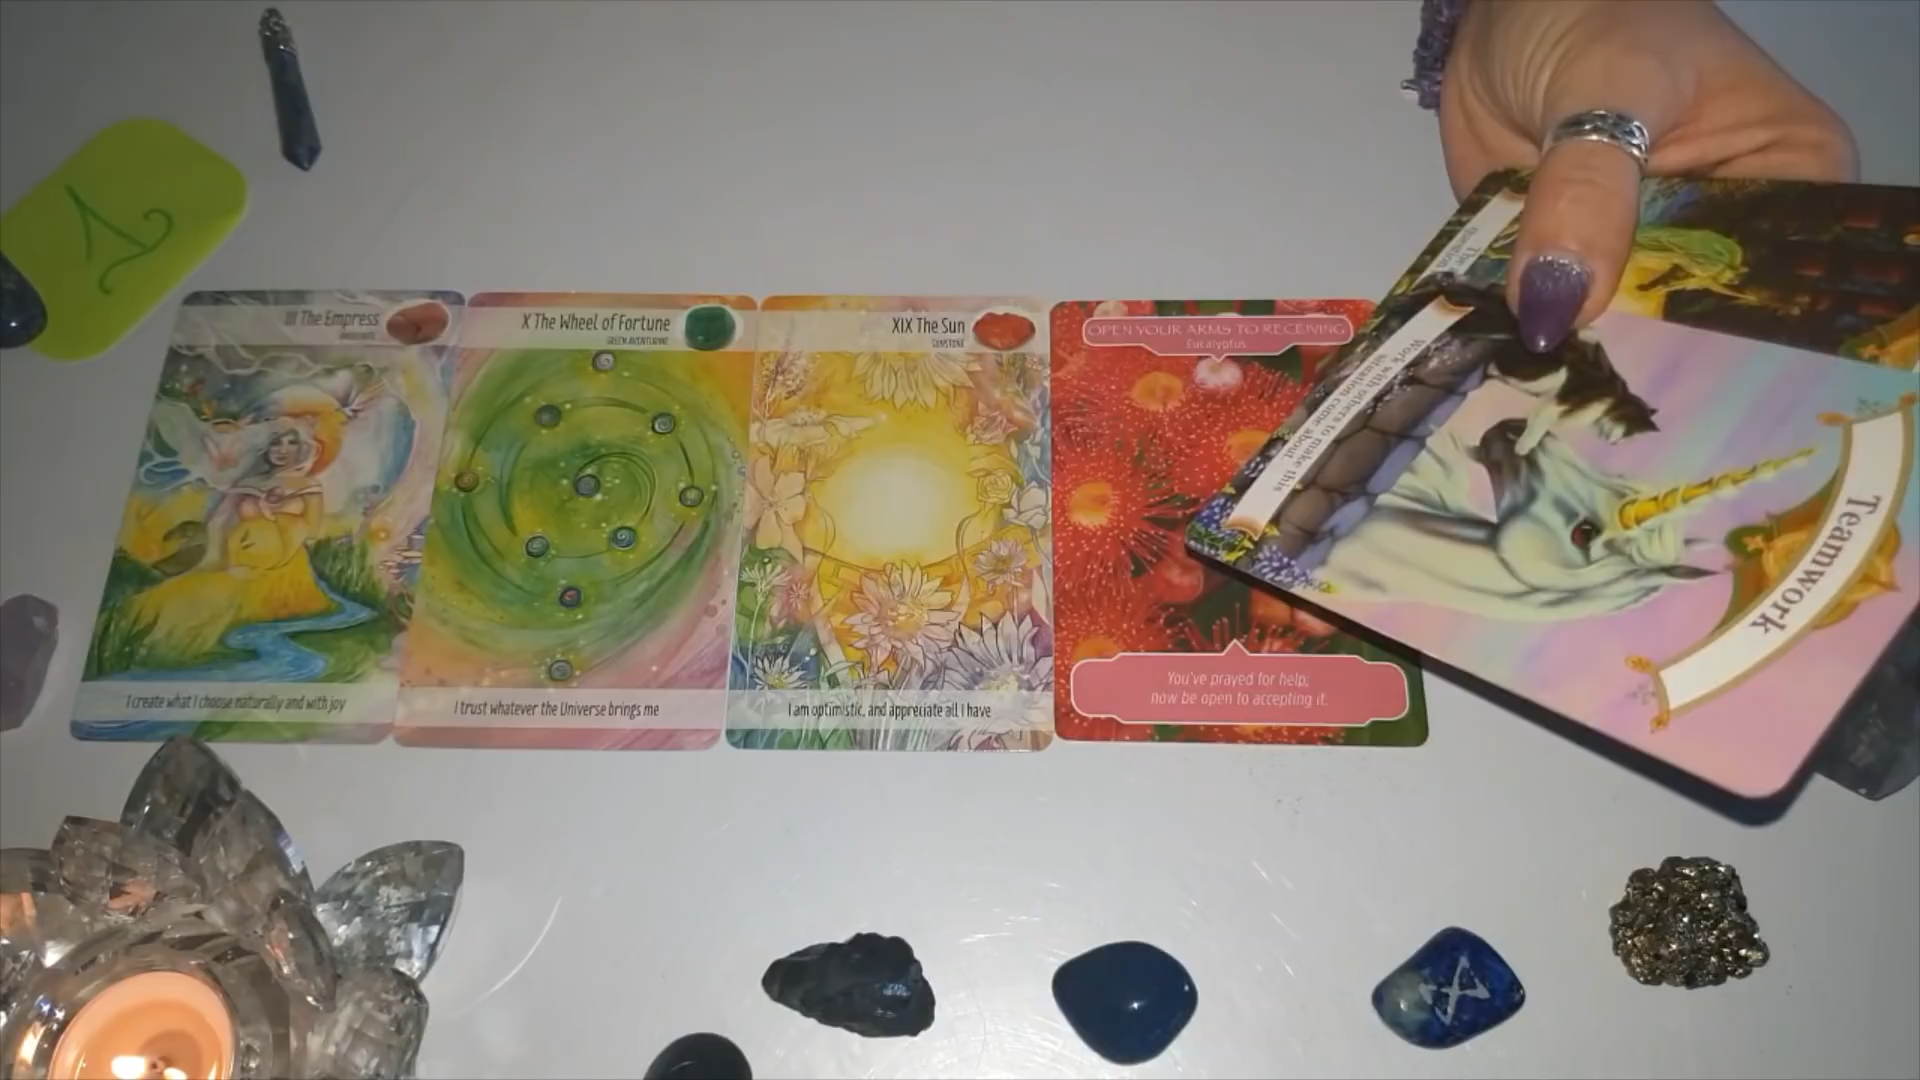 III The Empress
X The Wheel of Fortune
GREEN AVENTURINE
XIX The Sun
SUNSTONE
OPEN YOUR ARMS TO RECEIVING
Eucalyptus
I create what I choose naturally and with joy
I trust whatever the Universe brings me
I am optimistic, and appreciate all I have
You've prayed for help;
now be open to accepting it.
Teamwork
Work with others to make this
situation come about.